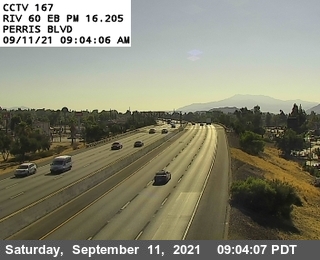 CCTV 167
RIV 60 EB PM 16.205
PERRIS BLVD
09/11/21 09:04:06 AM
Saturday, September 11, 2021 09:04:07 PDT